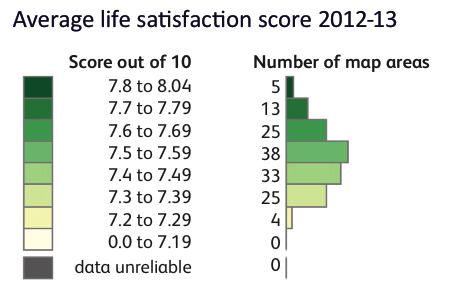 Average life satisfaction score 2012-13
Score out of 10 Number of map areas
7.8 to 8.04 5
7.7 to 7.79 13
7.6 to 7.69 25
7.5 to 7.59 38
7.4 to 7.49 33
7.3 to 7.39 25
7.2 to 7.29 4
0.0 to 7.19 0
data unreliable 0